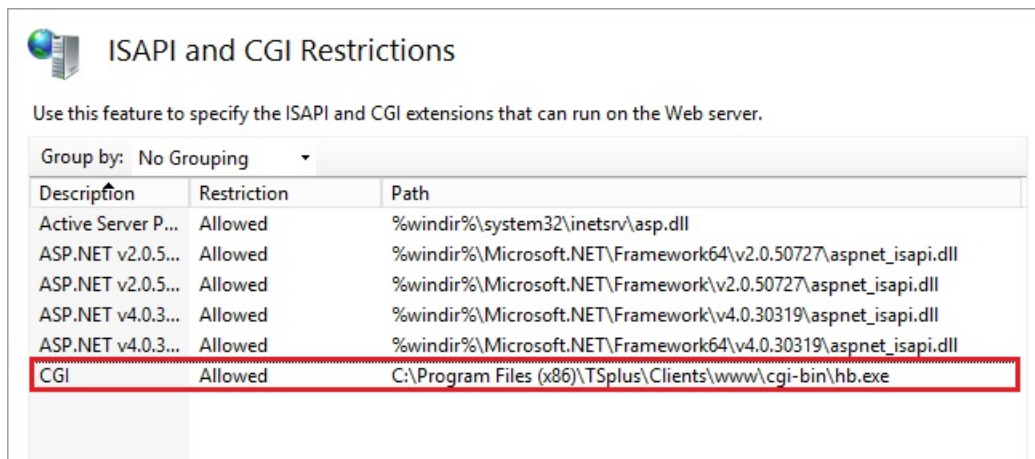 ISAPI and CGI Restrictions
Use this feature to specify the ISAPI and CGI extensions that can run on the Web server.
Group by: No Grouping
Description Restriction Path
Active Server P... Allowed %windir%\system32\inetsrv\asp.dll
ASP.NET v2.0.5... Allowed %windir%\Microsoft.NET\Framework64\v2.0.50727\aspnet_isapi.dll
ASP.NET v2.0.5... Allowed %windir%\Microsoft.NET\Framework\v2.0.50727\aspnet_isapi.dll
ASP.NET v4.0.3... Allowed %windir%\Microsoft.NET\Framework\v4.0.30319\aspnet_isapi.dll
ASP.NET v4.0.3... Allowed %windir%\Microsoft.NET\Framework64\v4.0.30319\aspnet_isapi.dll
CGI Allowed C:\Program Files (x86)\TSplus\Clients\www\cgi-bin\hb.exe